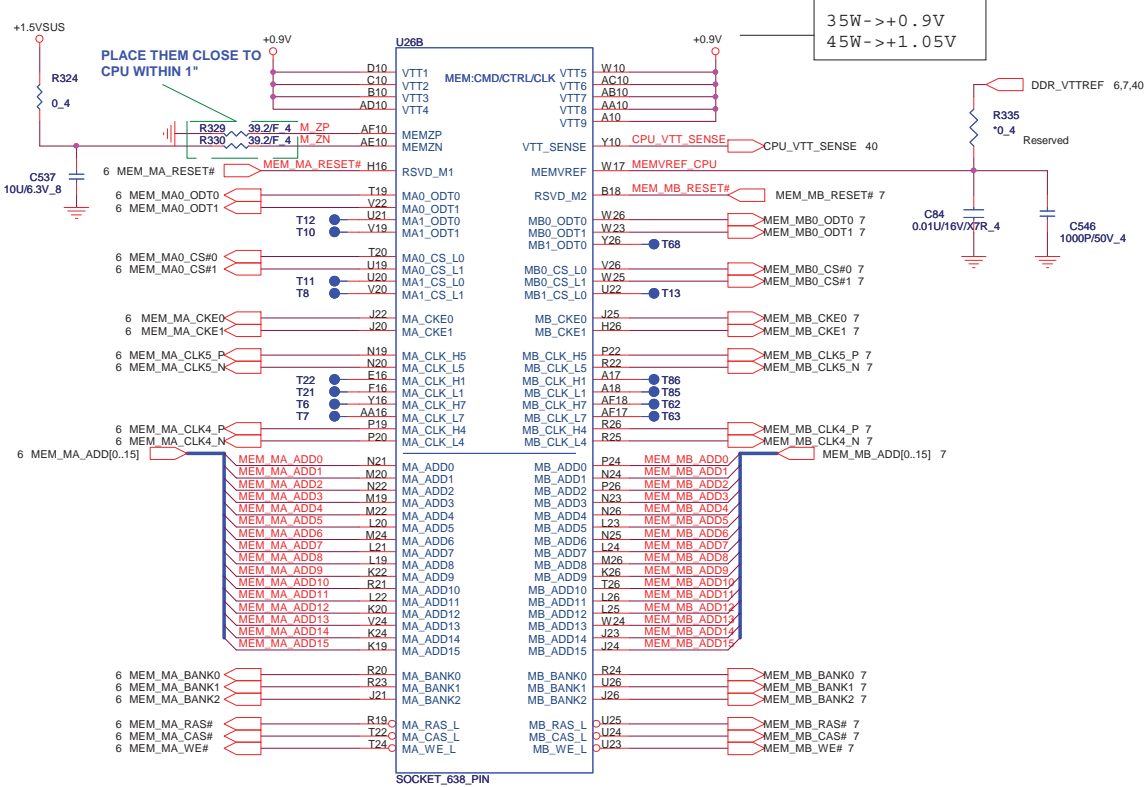 35W->+0.9V
45W->+1.05V
+1.5VSUS
R324
0_4
PLACE THEM CLOSE TO
CPU WITHIN 1"
+0.9V
U26B
+0.9V
MEM:CMD/CTRL/CLK
D10 VTT1 VTT5 W10
C10 VTT2 VTT6 AC10
B10 VTT3 VTT7 AB10
AD10 VTT4 VTT8 AA10
VTT9 A10
DDR_VTTREF 6,7,40
R335
*0_4
Reserved
R329 39.2/F_4 M_ZP AF10 MEMZP
R330 39.2/F_4 M_ZN AE10 MEMZN
VTT_SENSE Y10 CPU_VTT_SENSE CPU_VTT_SENSE 40
C537
10U/6.3V_8
6 MEM_MA_RESET# MEM_MA_RESET# H16 RSVD_M1
MEMVREF W17 MEMVREF_CPU
RSVD_M2 B18 MEM_MB_RESET# MEM_MB_RESET# 7
C84
0.01U/16V/X7R_4
C546
1000P/50V_4
6 MEM_MA0_ODT0 T19 MA0_ODT0
6 MEM_MA0_ODT1 V22 MA0_ODT1
T12 U21 MA1_ODT0 MB0_ODT0 W26 MEM_MB0_ODT0 7
T10 V19 MA1_ODT1 MB0_ODT1 W23 MEM_MB0_ODT1 7
MB1_ODT0 Y26 T68
6 MEM_MA0_CS#0 T20 MA0_CS_L0
6 MEM_MA0_CS#1 U19 MA0_CS_L1 MB0_CS_L0 V26 MEM_MB0_CS#0 7
T11 U20 MA1_CS_L0 MB0_CS_L1 W25 MEM_MB0_CS#1 7
T8 V20 MA1_CS_L1 MB1_CS_L0 U22 T13
6 MEM_MA_CKE0 J22 MA_CKE0 MB_CKE0 J25 MEM_MB_CKE0 7
6 MEM_MA_CKE1 J20 MA_CKE1 MB_CKE1 H26 MEM_MB_CKE1 7
6 MEM_MA_CLK5_P N19 MA_CLK_H5 MB_CLK_H5 P22 MEM_MB_CLK5_P 7
6 MEM_MA_CLK5_N N20 MA_CLK_L5 MB_CLK_L5 R22 MEM_MB_CLK5_N 7
T22 E16 MA_CLK_H1 MB_CLK_H1 A17 T86
T21 F16 MA_CLK_L1 MB_CLK_L1 A18 T85
T6 Y16 MA_CLK_H7 MB_CLK_H7 AF18 T62
T7 AA16 MA_CLK_L7 MB_CLK_L7 AF17 T63
6 MEM_MA_CLK4_P P19 MA_CLK_H4 MB_CLK_H4 R26 MEM_MB_CLK4_P 7
6 MEM_MA_CLK4_N P20 MA_CLK_L4 MB_CLK_L4 R25 MEM_MB_CLK4_N 7
6 MEM_MA_ADD[0..15] MEM_MB_ADD[0..15] 7
MEM_MA_ADD0 N21 MA_ADD0 MB_ADD0 P24 MEM_MB_ADD0
MEM_MA_ADD1 M20 MA_ADD1 MB_ADD1 N24 MEM_MB_ADD1
MEM_MA_ADD2 N22 MA_ADD2 MB_ADD2 P26 MEM_MB_ADD2
MEM_MA_ADD3 M19 MA_ADD3 MB_ADD3 N23 MEM_MB_ADD3
MEM_MA_ADD4 M22 MA_ADD4 MB_ADD4 N26 MEM_MB_ADD4
MEM_MA_ADD5 L20 MA_ADD5 MB_ADD5 L23 MEM_MB_ADD5
MEM_MA_ADD6 M24 MA_ADD6 MB_ADD6 N25 MEM_MB_ADD6
MEM_MA_ADD7 L21 MA_ADD7 MB_ADD7 L24 MEM_MB_ADD7
MEM_MA_ADD8 L19 MA_ADD8 MB_ADD8 M26 MEM_MB_ADD8
MEM_MA_ADD9 K22 MA_ADD9 MB_ADD9 K26 MEM_MB_ADD9
MEM_MA_ADD10 R21 MA_ADD10 MB_ADD10 T26 MEM_MB_ADD10
MEM_MA_ADD11 L22 MA_ADD11 MB_ADD11 L26 MEM_MB_ADD11
MEM_MA_ADD12 K20 MA_ADD12 MB_ADD12 L25 MEM_MB_ADD12
MEM_MA_ADD13 V24 MA_ADD13 MB_ADD13 W24 MEM_MB_ADD13
MEM_MA_ADD14 K24 MA_ADD14 MB_ADD14 J23 MEM_MB_ADD14
MEM_MA_ADD15 K19 MA_ADD15 MB_ADD15 J24 MEM_MB_ADD15
6 MEM_MA_BANK0 R20 MA_BANK0 MB_BANK0 R24 MEM_MB_BANK0 7
6 MEM_MA_BANK1 R23 MA_BANK1 MB_BANK1 U26 MEM_MB_BANK1 7
6 MEM_MA_BANK2 J21 MA_BANK2 MB_BANK2 J26 MEM_MB_BANK2 7
6 MEM_MA_RAS# R19 MA_RAS_L MB_RAS_L U25 MEM_MB_RAS# 7
6 MEM_MA_CAS# T22 MA_CAS_L MB_CAS_L U24 MEM_MB_CAS# 7
6 MEM_MA_WE# T24 MA_WE_L MB_WE_L U23 MEM_MB_WE# 7
SOCKET_638_PIN